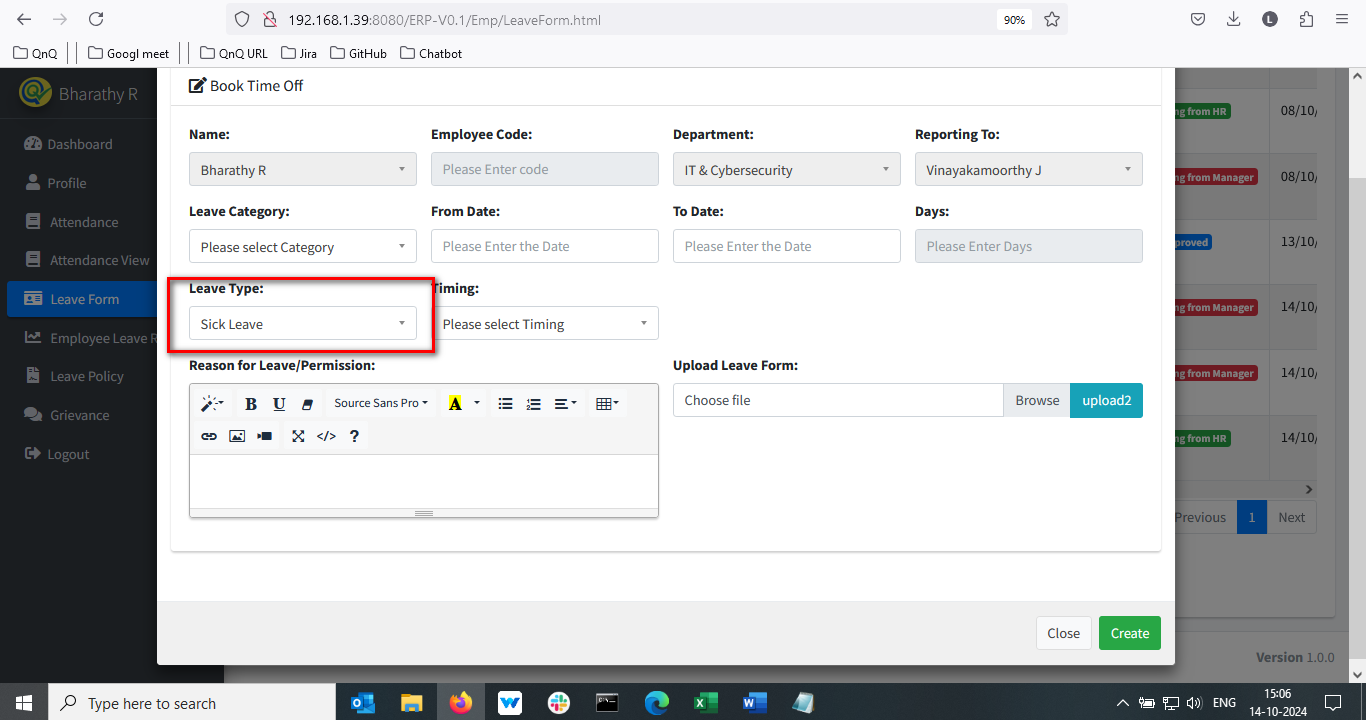 192.168.1.39:8080/ERP-V0.1/Emp/LeaveForm.html
90%
L
QnQ
Googl meet
QnQ URL
Jira
GitHub
Chatbot
Bharathy R
Dashboard
Profile
Attendance
Attendance View
Leave Form
Employee Leave R
Leave Policy
Grievance
Logout
Book Time Off
Name:
Employee Code:
Department:
Reporting To:
Bharathy R
Please Enter code
IT & Cybersecurity
Vinayakamoorthy J
Leave Category:
From Date:
To Date:
Days:
Please select Category
Please Enter the Date
Please Enter the Date
Please Enter Days
Leave Type:
Timing:
Sick Leave
Please select Timing
Reason for Leave/Permission:
Upload Leave Form:
B U
Source Sans Pro
A
</>
?
Choose file
Browse
upload2
ng from HR
08/10/
ng from Manager
08/10/
proved
13/10/
ng from Manager
14/10/
ng from Manager
14/10/
ng from HR
14/10/
Previous
1
Next
Close
Create
Version 1.0.0
Type here to search
ENG
15:06
14-10-2024